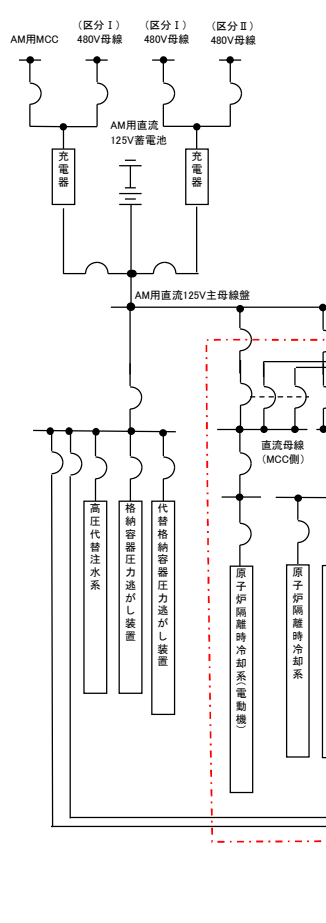 (区分Ⅰ) (区分Ⅰ) (区分Ⅱ)
AM用MCC 480V母線 480V母線 480V母線
AM用直流
125V蓄電池
充電器
充電器
AM用直流125V主母線盤
直流母線
(MCC側)
高圧代替注水系
格納容器圧力逃がし装置
代替格納容器圧力逃がし装置
原子炉隔離時冷却系(電動機)
原子炉隔離時冷却系